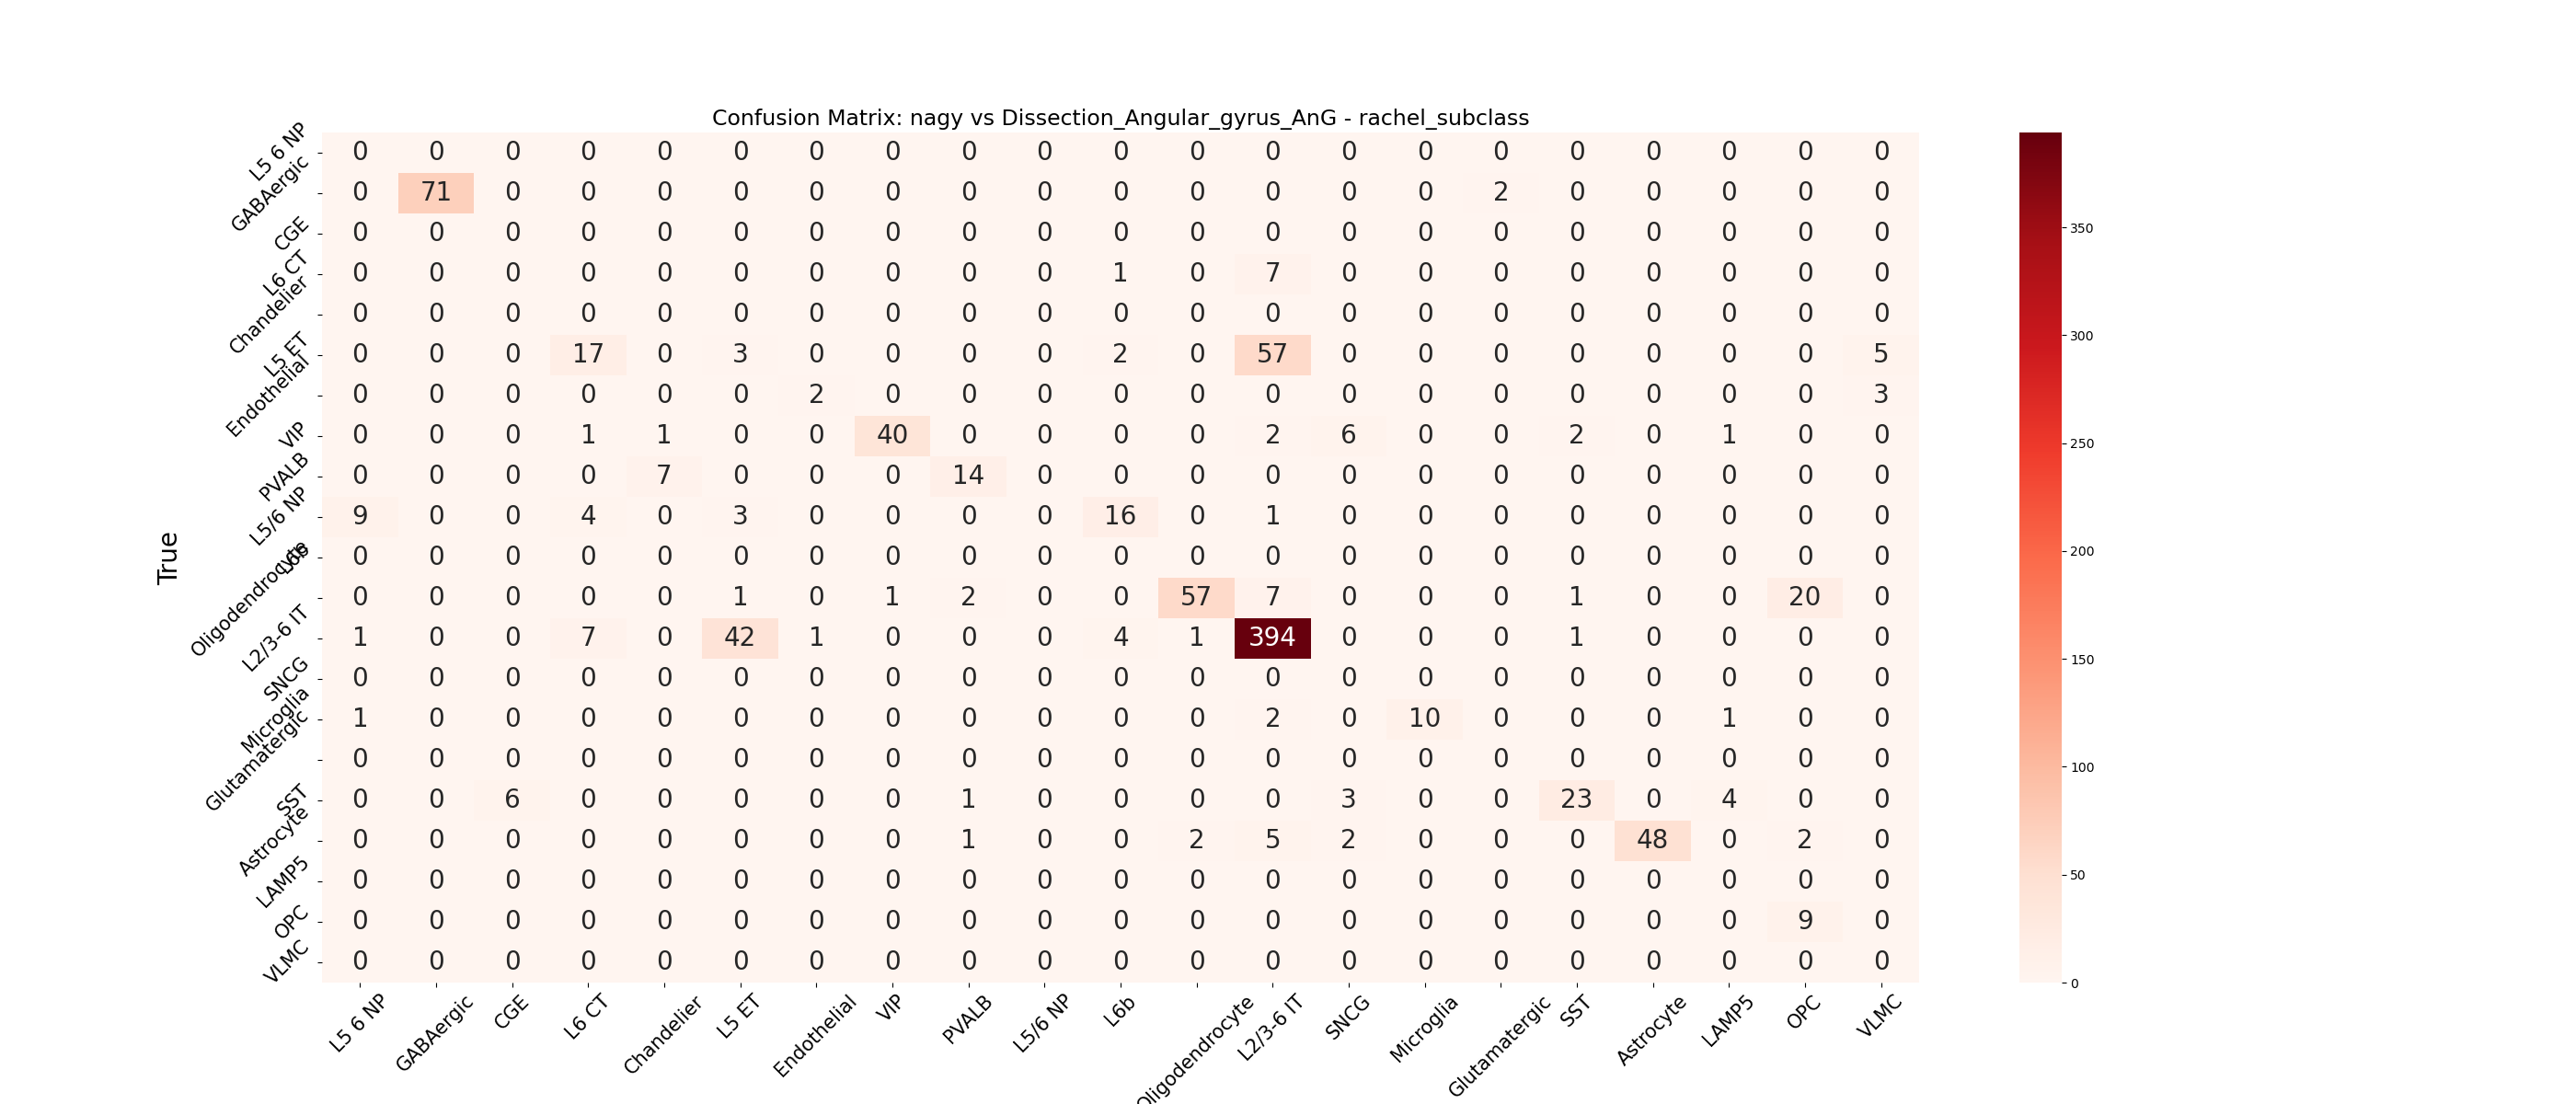 Confusion Matrix: nagy vs Dissection_Angular_gyrus_AnG - rachel_subclass
True
L5 6 NP 0 0 0 0 0 0 0 0 0 0 0 0 0 0 0 0 0 0 0 0 0
GABAergic 0 71 0 0 0 0 0 0 0 0 0 0 0 0 0 2 0 0 0 0 0
CGE 0 0 0 0 0 0 0 0 0 0 0 0 0 0 0 0 0 0 0 0 0
L6 CT 0 0 0 0 0 0 0 0 0 0 1 0 7 0 0 0 0 0 0 0 0
Chandelier 0 0 0 0 0 0 0 0 0 0 0 0 0 0 0 0 0 0 0 0 0
L5 ET 0 0 0 17 0 3 0 0 0 0 2 0 57 0 0 0 0 0 0 0 5
Endothelial 0 0 0 0 0 0 2 0 0 0 0 0 0 0 0 0 0 0 0 0 3
VIP 0 0 0 1 1 0 0 40 0 0 0 0 2 6 0 0 2 0 1 0 0
PVALB 0 0 0 0 7 0 0 0 14 0 0 0 0 0 0 0 0 0 0 0 0
L5/6 NP 9 0 0 4 0 3 0 0 0 0 16 0 1 0 0 0 0 0 0 0 0
L6b 0 0 0 0 0 0 0 0 0 0 0 0 0 0 0 0 0 0 0 0 0
Oligodendrocyte 0 0 0 0 0 1 0 1 2 0 0 57 7 0 0 0 1 0 0 20 0
L2/3-6 IT 1 0 0 7 0 42 1 0 0 0 4 1 394 0 0 0 1 0 0 0 0
SNCG 0 0 0 0 0 0 0 0 0 0 0 0 0 0 0 0 0 0 0 0 0
Microglia 1 0 0 0 0 0 0 0 0 0 0 0 2 0 10 0 0 0 1 0 0
Glutamatergic 0 0 0 0 0 0 0 0 0 0 0 0 0 0 0 0 0 0 0 0 0
SST 0 0 6 0 0 0 0 0 1 0 0 0 0 3 0 0 23 0 4 0 0
Astrocyte 0 0 0 0 0 0 0 0 1 0 0 2 5 2 0 0 0 48 0 2 0
LAMP5 0 0 0 0 0 0 0 0 0 0 0 0 0 0 0 0 0 0 0 0 0
OPC 0 0 0 0 0 0 0 0 0 0 0 0 0 0 0 0 0 0 0 9 0
VLMC 0 0 0 0 0 0 0 0 0 0 0 0 0 0 0 0 0 0 0 0 0
L5 6 NP GABAergic CGE L6 CT Chandelier L5 ET Endothelial VIP PVALB L5/6 NP L6b Oligodendrocyte L2/3-6 IT SNCG Microglia Glutamatergic SST Astrocyte LAMP5 OPC VLMC
350
300
250
200
150
100
50
0